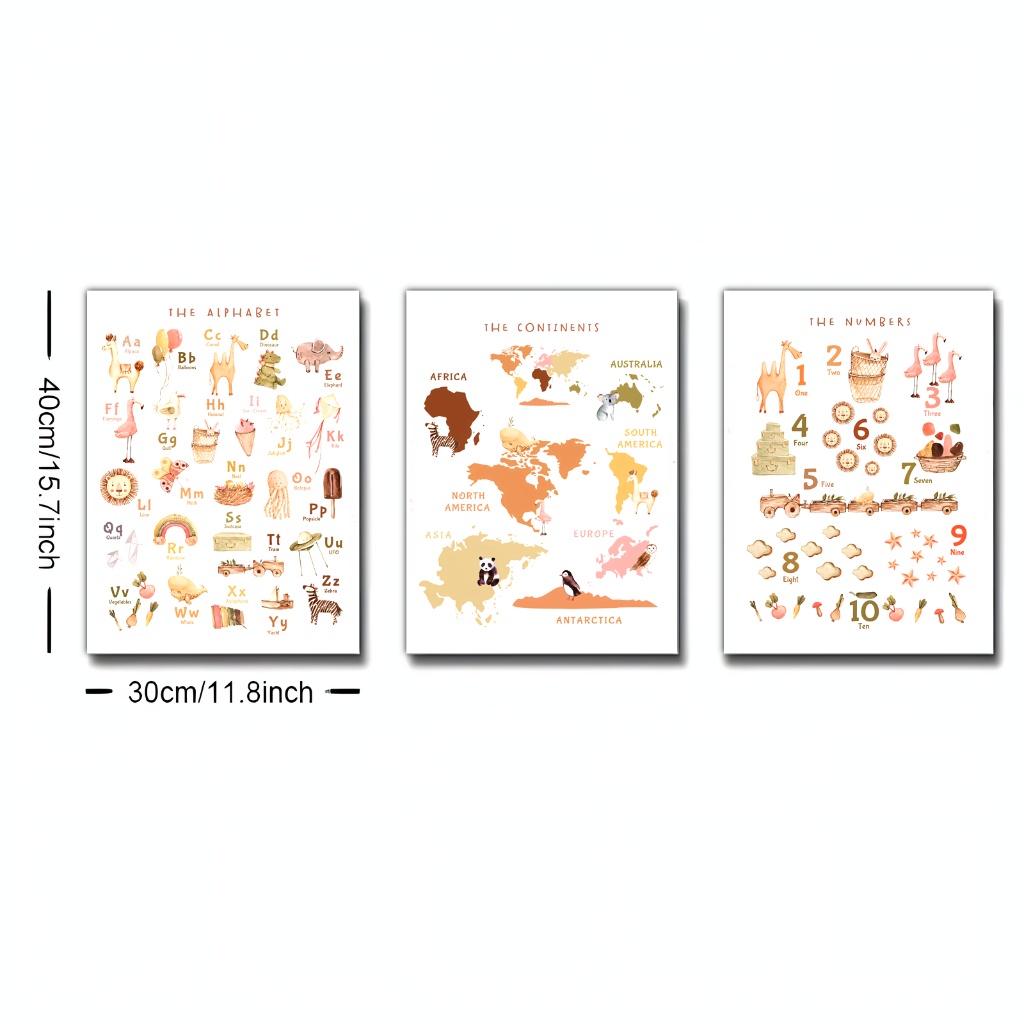 40cm/15.7inch
30cm/11.8inch
THE ALPHABET
Aa
Alpaca
Bb
Balloons
Cc
Camel
Dd
Dinosaur
Ee
Elephant
Ff
Flamingo
Gg
Hh
Ii
Ice-Cream
Jj
Jellyfish
Kk
Ll
Lion
Mm
Nn
Nest
Oo
Octopus
Pp
Popsicle
Qq
Quartz
Rr
Rainbow
Ss
Suitcase
Tt
Train
Uu
UFO
Vv
Vegetables
Ww
Whale
Xx
Xylophone
Yy
Yacht
Zz
Zebra
THE CONTINENTS
AFRICA
AUSTRALIA
SOUTH
AMERICA
NORTH
AMERICA
ASIA
EUROPE
ANTARCTICA
THE NUMBERS
1
One
2
Two
3
Three
4
Four
5
Five
6
Six
7
Seven
8
Eight
9
Nine
10
Ten